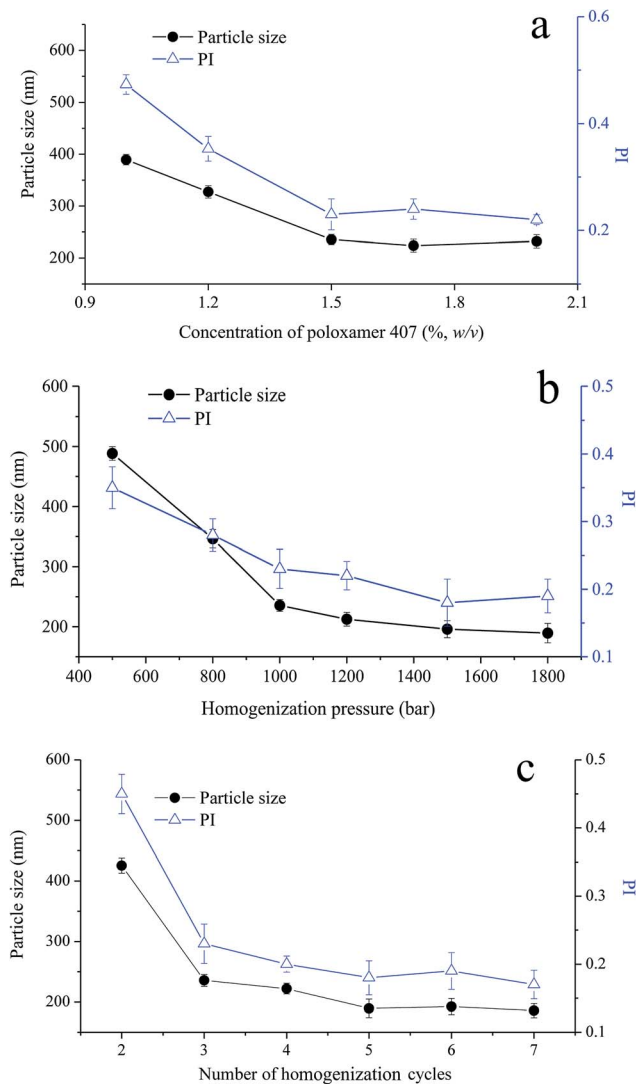 a
Particle size
PI
Particle size (nm)
600
500
400
300
200
0.6
0.4
0.2
PI
0.9
1.2
1.5
1.8
2.1
Concentration of poloxamer 407 (%, w/v)
b
Particle size
PI
Particle size (nm)
600
500
400
300
200
0.5
0.4
0.3
0.2
0.1
PI
400
600
800
1000
1200
1400
1600
1800
Homogenization pressure (bar)
c
Particle size
PI
Particle size (nm)
600
500
400
300
200
0.5
0.4
0.3
0.2
0.1
PI
2
3
4
5
6
7
Number of homogenization cycles